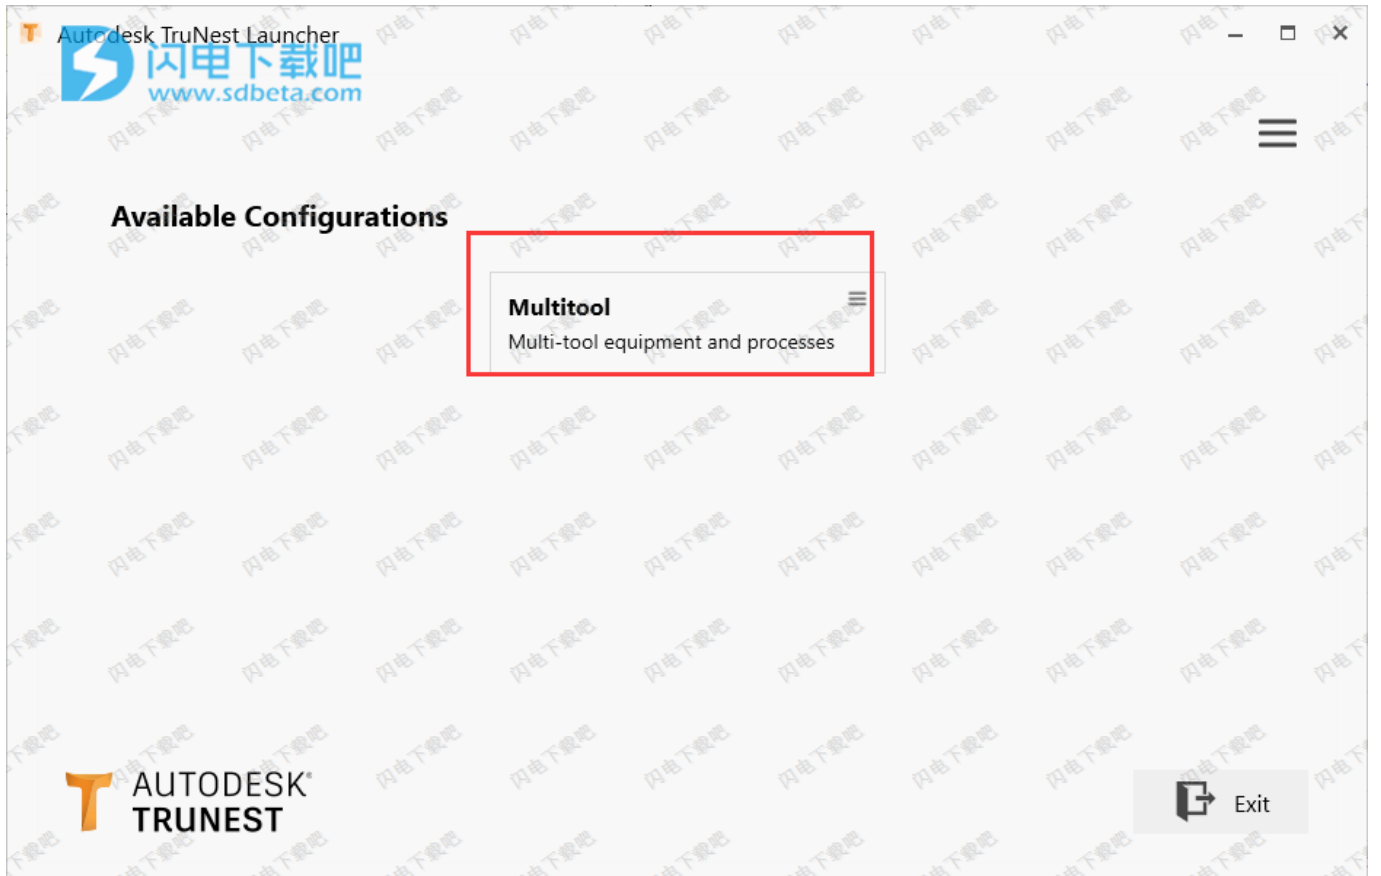 Autodesk TruNest Launcher
闪电下载吧
www.sdbeta.com
Available Configurations
Multitool
Multi-tool equipment and processes
AUTODESK®
TRUNEST
Exit